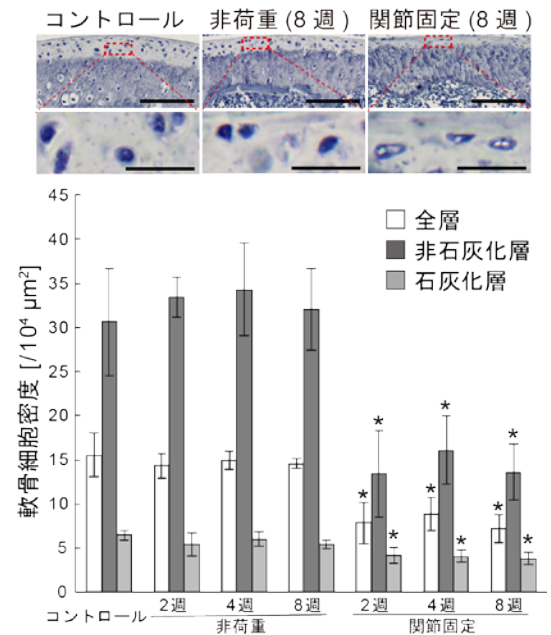 コントロール 非荷重 (8 週 ) 関節固定 (8 週 )
45
40
35
30
25
20
15
10
5
0
軟骨細胞密度 [/10⁴ μm²]
全層
非石灰化層
石灰化層
* * *
* * *
* * *
コントロール 2週 4週 8週 2週 4週 8週
非荷重 関節固定